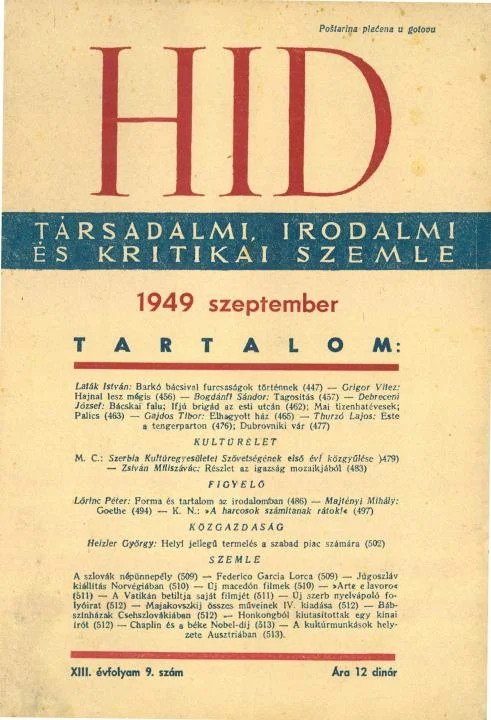 Poštarina plaćena u gotovu
HID
TÁRSADALMI, IRODALMI
ÉS KRITIKAI SZEMLE
1949 szeptember
TARTALOM:
Laták István: Barkó bácsival furcsaságok történnek (447) — Grigor Vitez:
Hajnal lesz mégis (456) — Bogdánfi Sándor: Tagosítás (457) — Debreceni
József: Bácskai falu; Ifjú brigád az esti utcán (462); Mai tizenhatévesek;
Palics (463) — Gajdos Tibor: Elhagyott ház (465) — Thurzó Lajos: Este
a tengerparton (476); Dubrovniki vár (477)
KULTÚRÉLET
M. C.: Szerbia Kultúregyesületei Szövetségének első évi közgyűlése )479)
— Zsiván Miliszávác: Részlet az igazság mozaikjából (483)
FIGYELŐ
Lőrinc Péter: Forma és tartalom az irodalomban (486) — Majtényi Mihály:
Goethe (494) — K. N.: »A harcosok számítanak rátok!« (497)
KÖZGAZDASÁG
Heizler György: Helyi jellegű termelés a szabad piac számára (502)
SZEMLE
A szlovák népünnepély (509) — Federico Garcia Lorca (509) — Jugoszláv
kiállítás Norvégiában (510) — Új macedón filmek (510) — »Arte e lavoro«
(511) — A Vatikán betiltja saját filmjét (511) — Új szerb nyelvápoló fo-
lyóirat (512) — Majakovszkij összes műveinek IV. kiadása (512) — Báb-
színházak Csehszlovákiában (512) — Honkongból kiutasítottak egy kínai
írót (512) — Chaplin és a béke Nobel-díj (513) — A kultúrmunkások hely-
zete Ausztriában (513).
XIII. évfolyam 9. szám
Ára 12 dinár